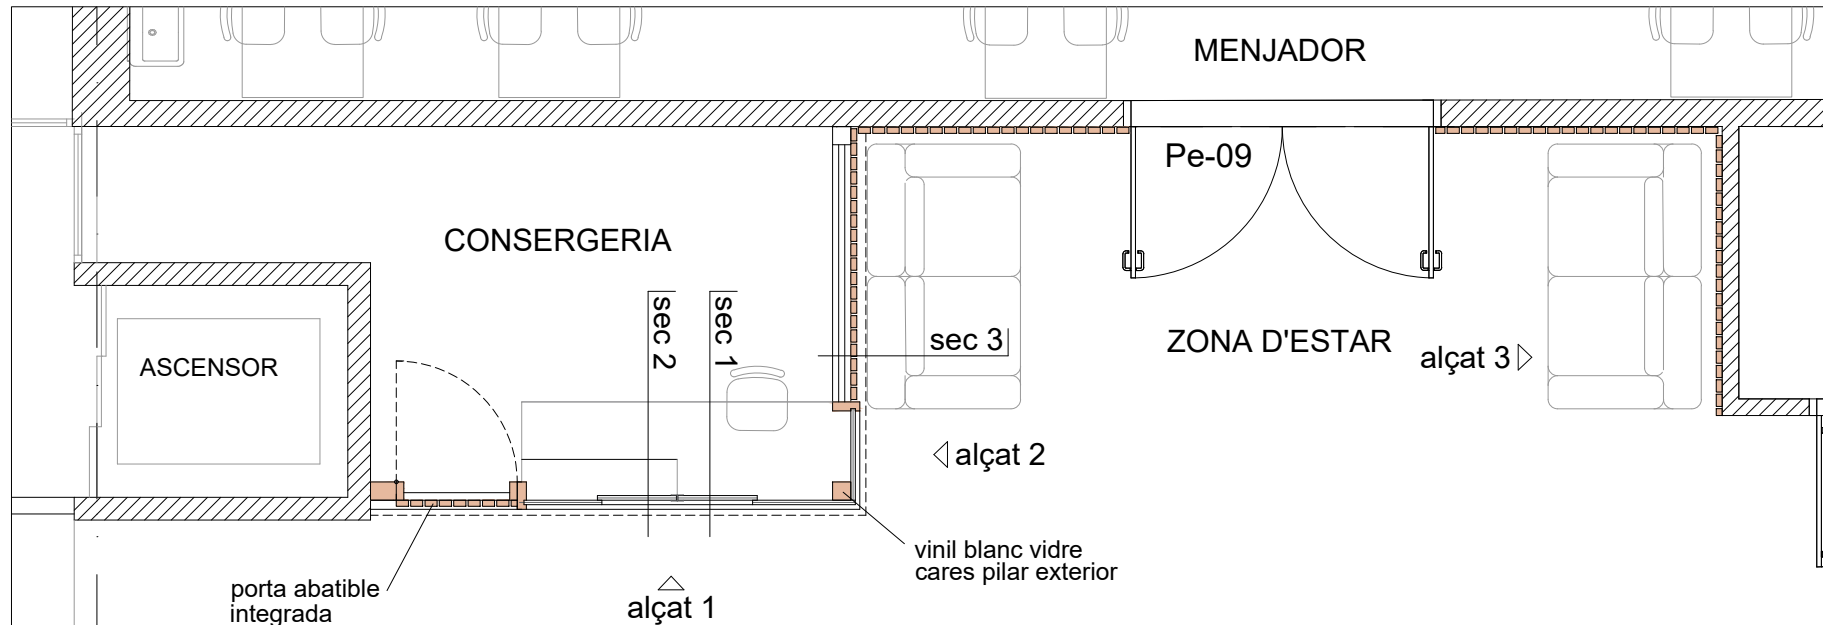 MENJADOR
Pe-09
CONSERGERIA
sec 2
sec 1
sec 3
ZONA D'ESTAR
alçat 3
ASCENSOR
alçat 2
vinil blanc vidre
cares pilar exterior
porta abatible
integrada
alçat 1